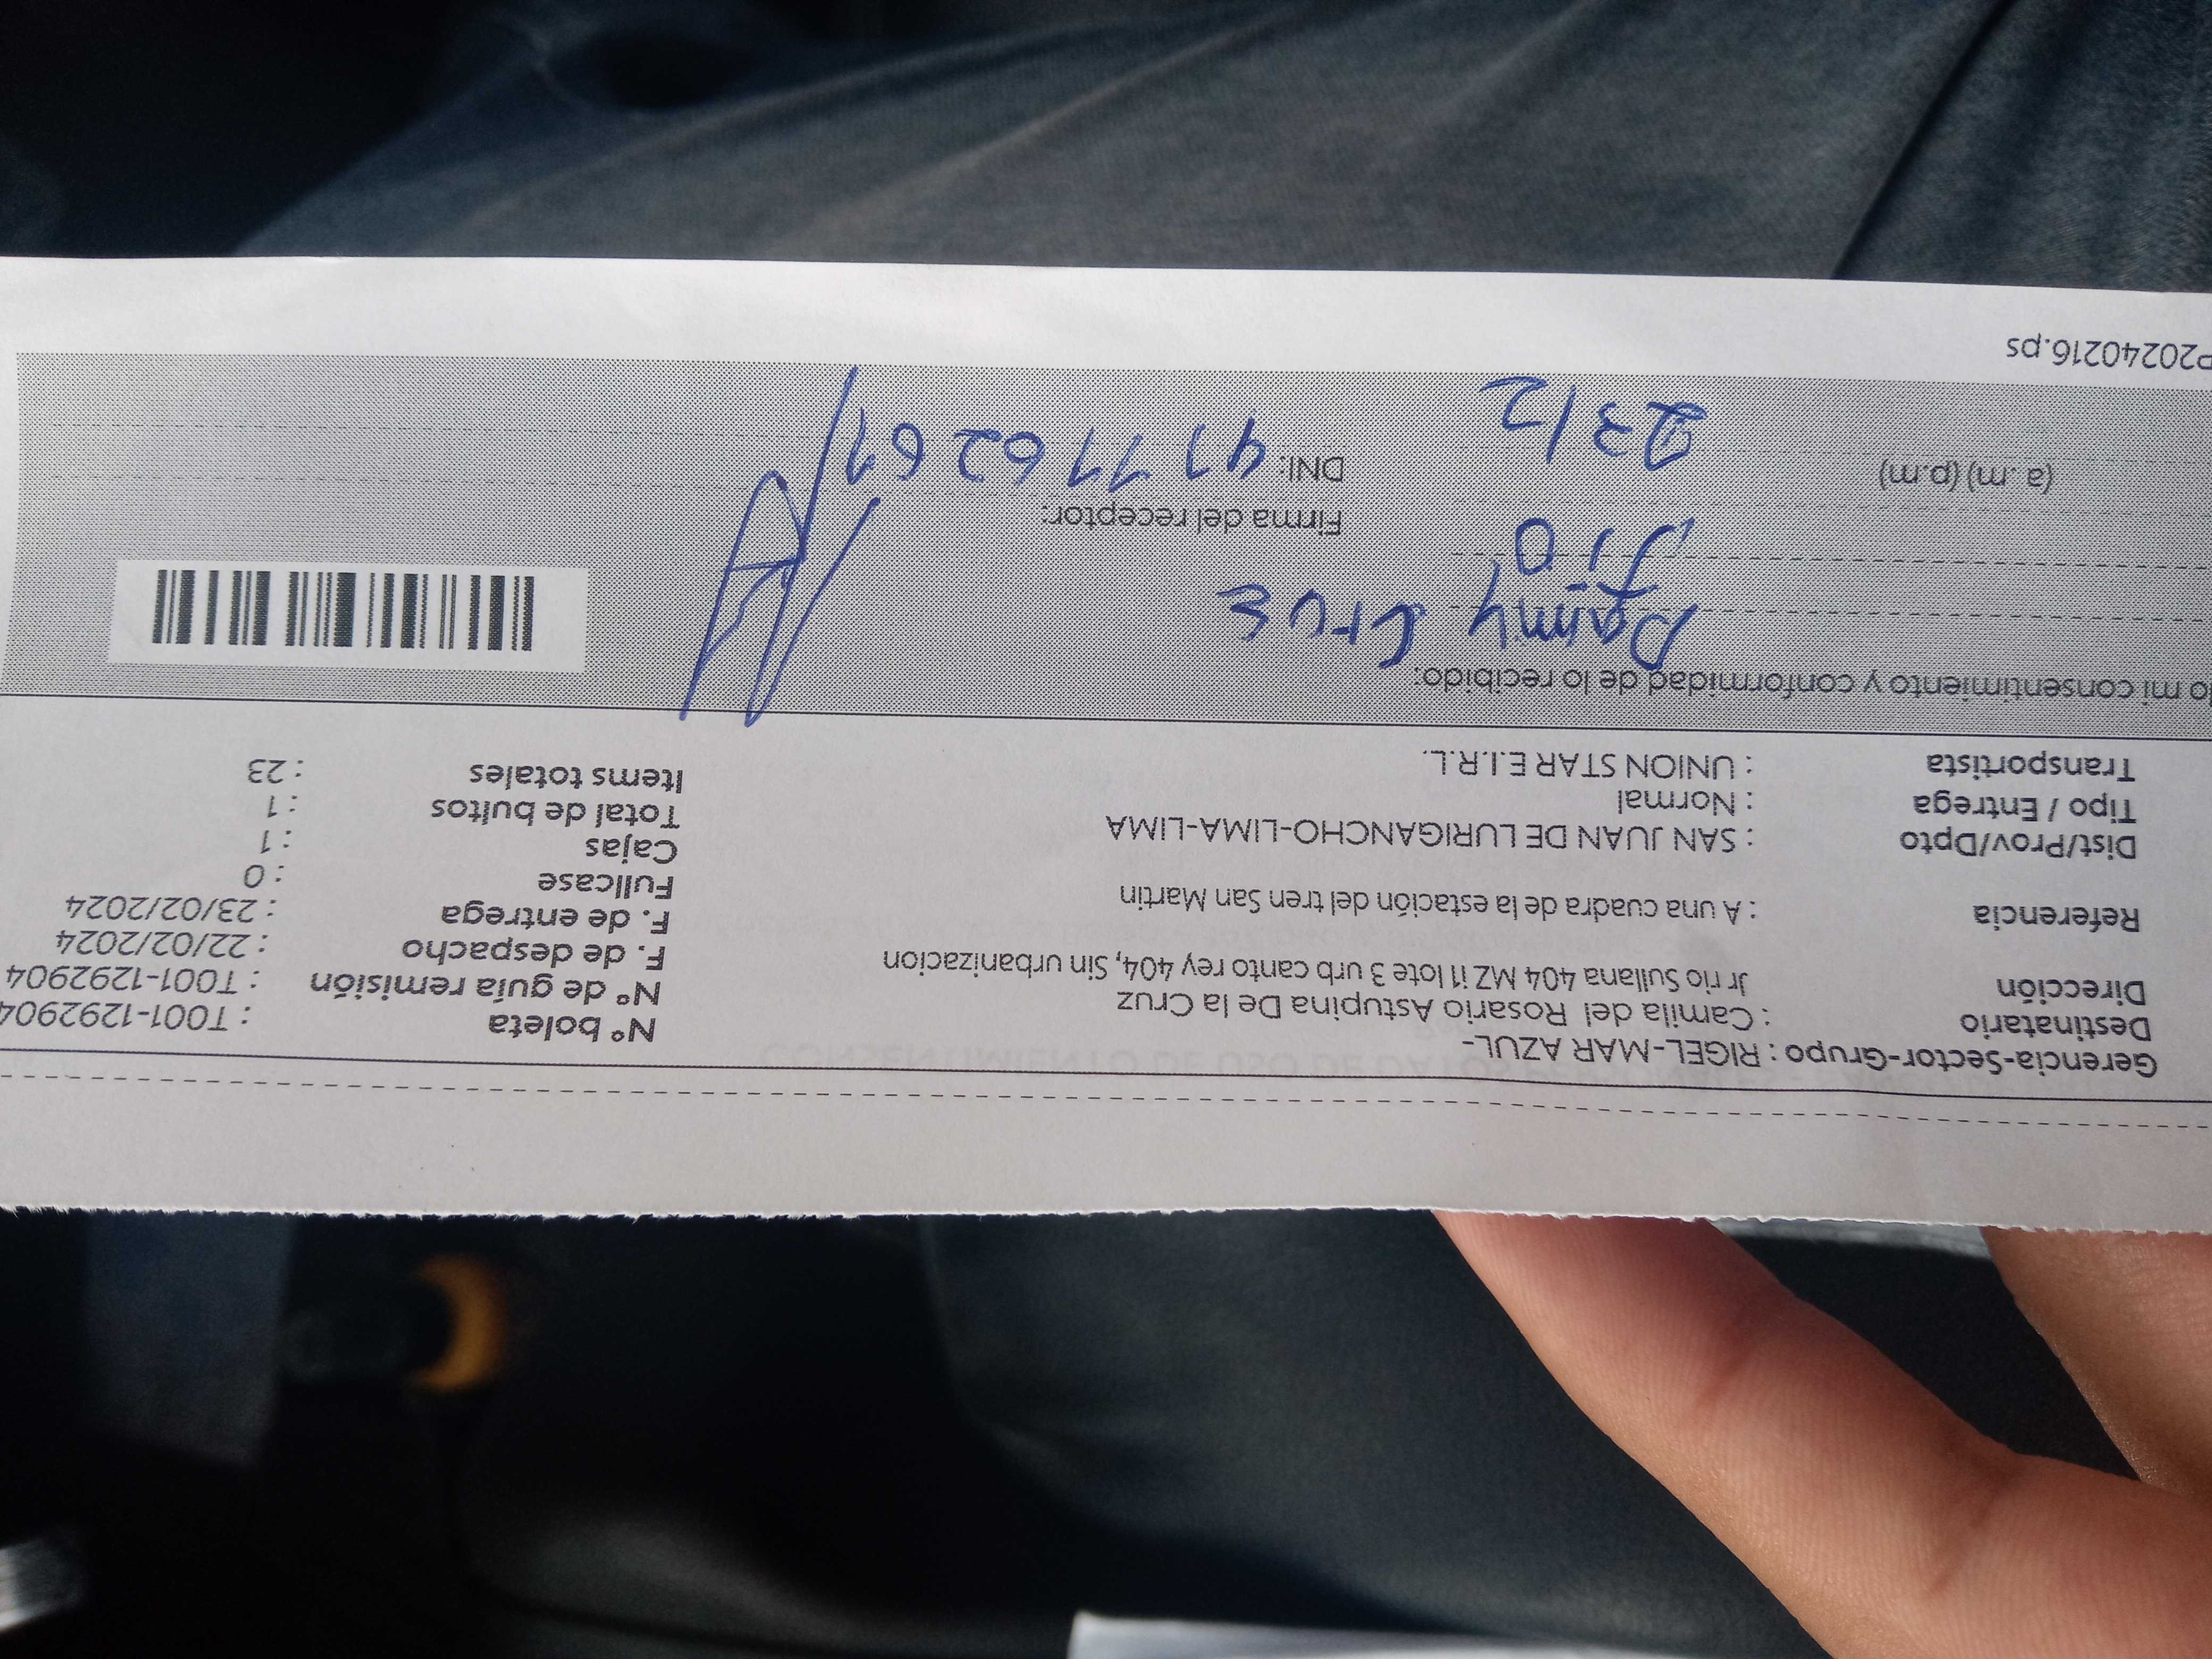 Gerencia-Sector-Grupo : RIGEL-MAR AZUL-
Destinatario : Camila del Rosario Astupina De la Cruz
Dirección Jr rio Sullana 404 MZ i1 lote 3 urb canto rey 404, Sin urbanizacion
Referencia : A una cuadra de la estación del tren San Martin
Dist/Prov/Dpto : SAN JUAN DE LURIGANCHO-LIMA-LIMA
Tipo / Entrega : Normal
Transportista : UNION STAR E.I.R.L.
N° boleta : T001-1292904
N° de guía remisión : T001-1292904
F. de despacho : 22/02/2024
F. de entrega : 23/02/2024
Fullcase : 0
Cajas : 1
Total de bultos : 1
Items totales : 23
mi consentimiento y conformidad de lo recibido:
Cruz
Tio
Firma del receptor:
(a. m) (p.m) 23/2
DNI:
P20240216.ps